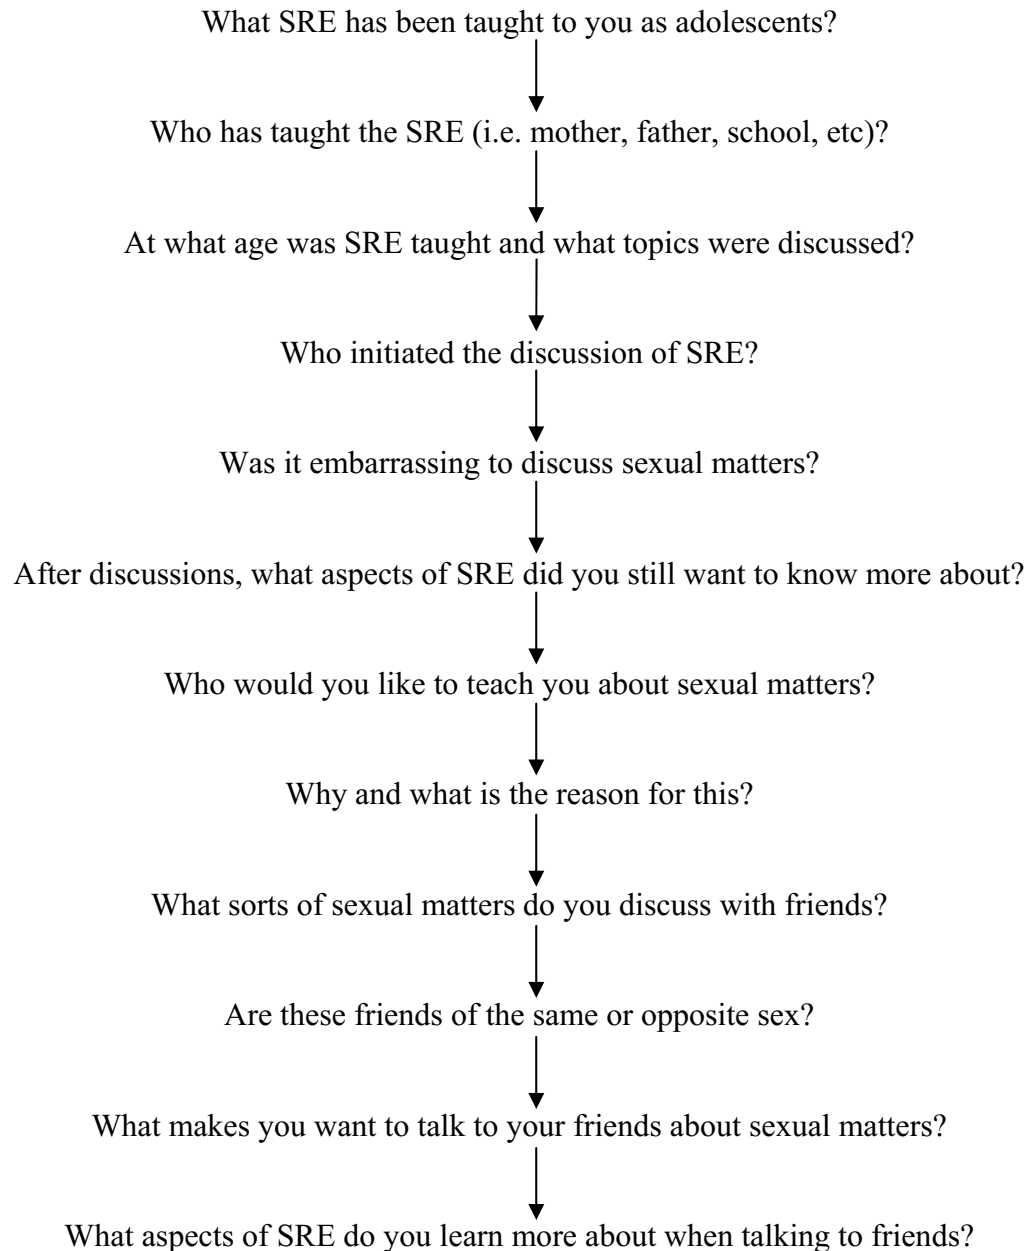 What SRE has been taught to you as adolescents?
Who has taught the SRE (i.e. mother, father, school, etc)?
At what age was SRE taught and what topics were discussed?
Who initiated the discussion of SRE?
Was it embarrassing to discuss sexual matters?
After discussions, what aspects of SRE did you still want to know more about?
Who would you like to teach you about sexual matters?
Why and what is the reason for this?
What sorts of sexual matters do you discuss with friends?
Are these friends of the same or opposite sex?
What makes you want to talk to your friends about sexual matters?
What aspects of SRE do you learn more about when talking to friends?